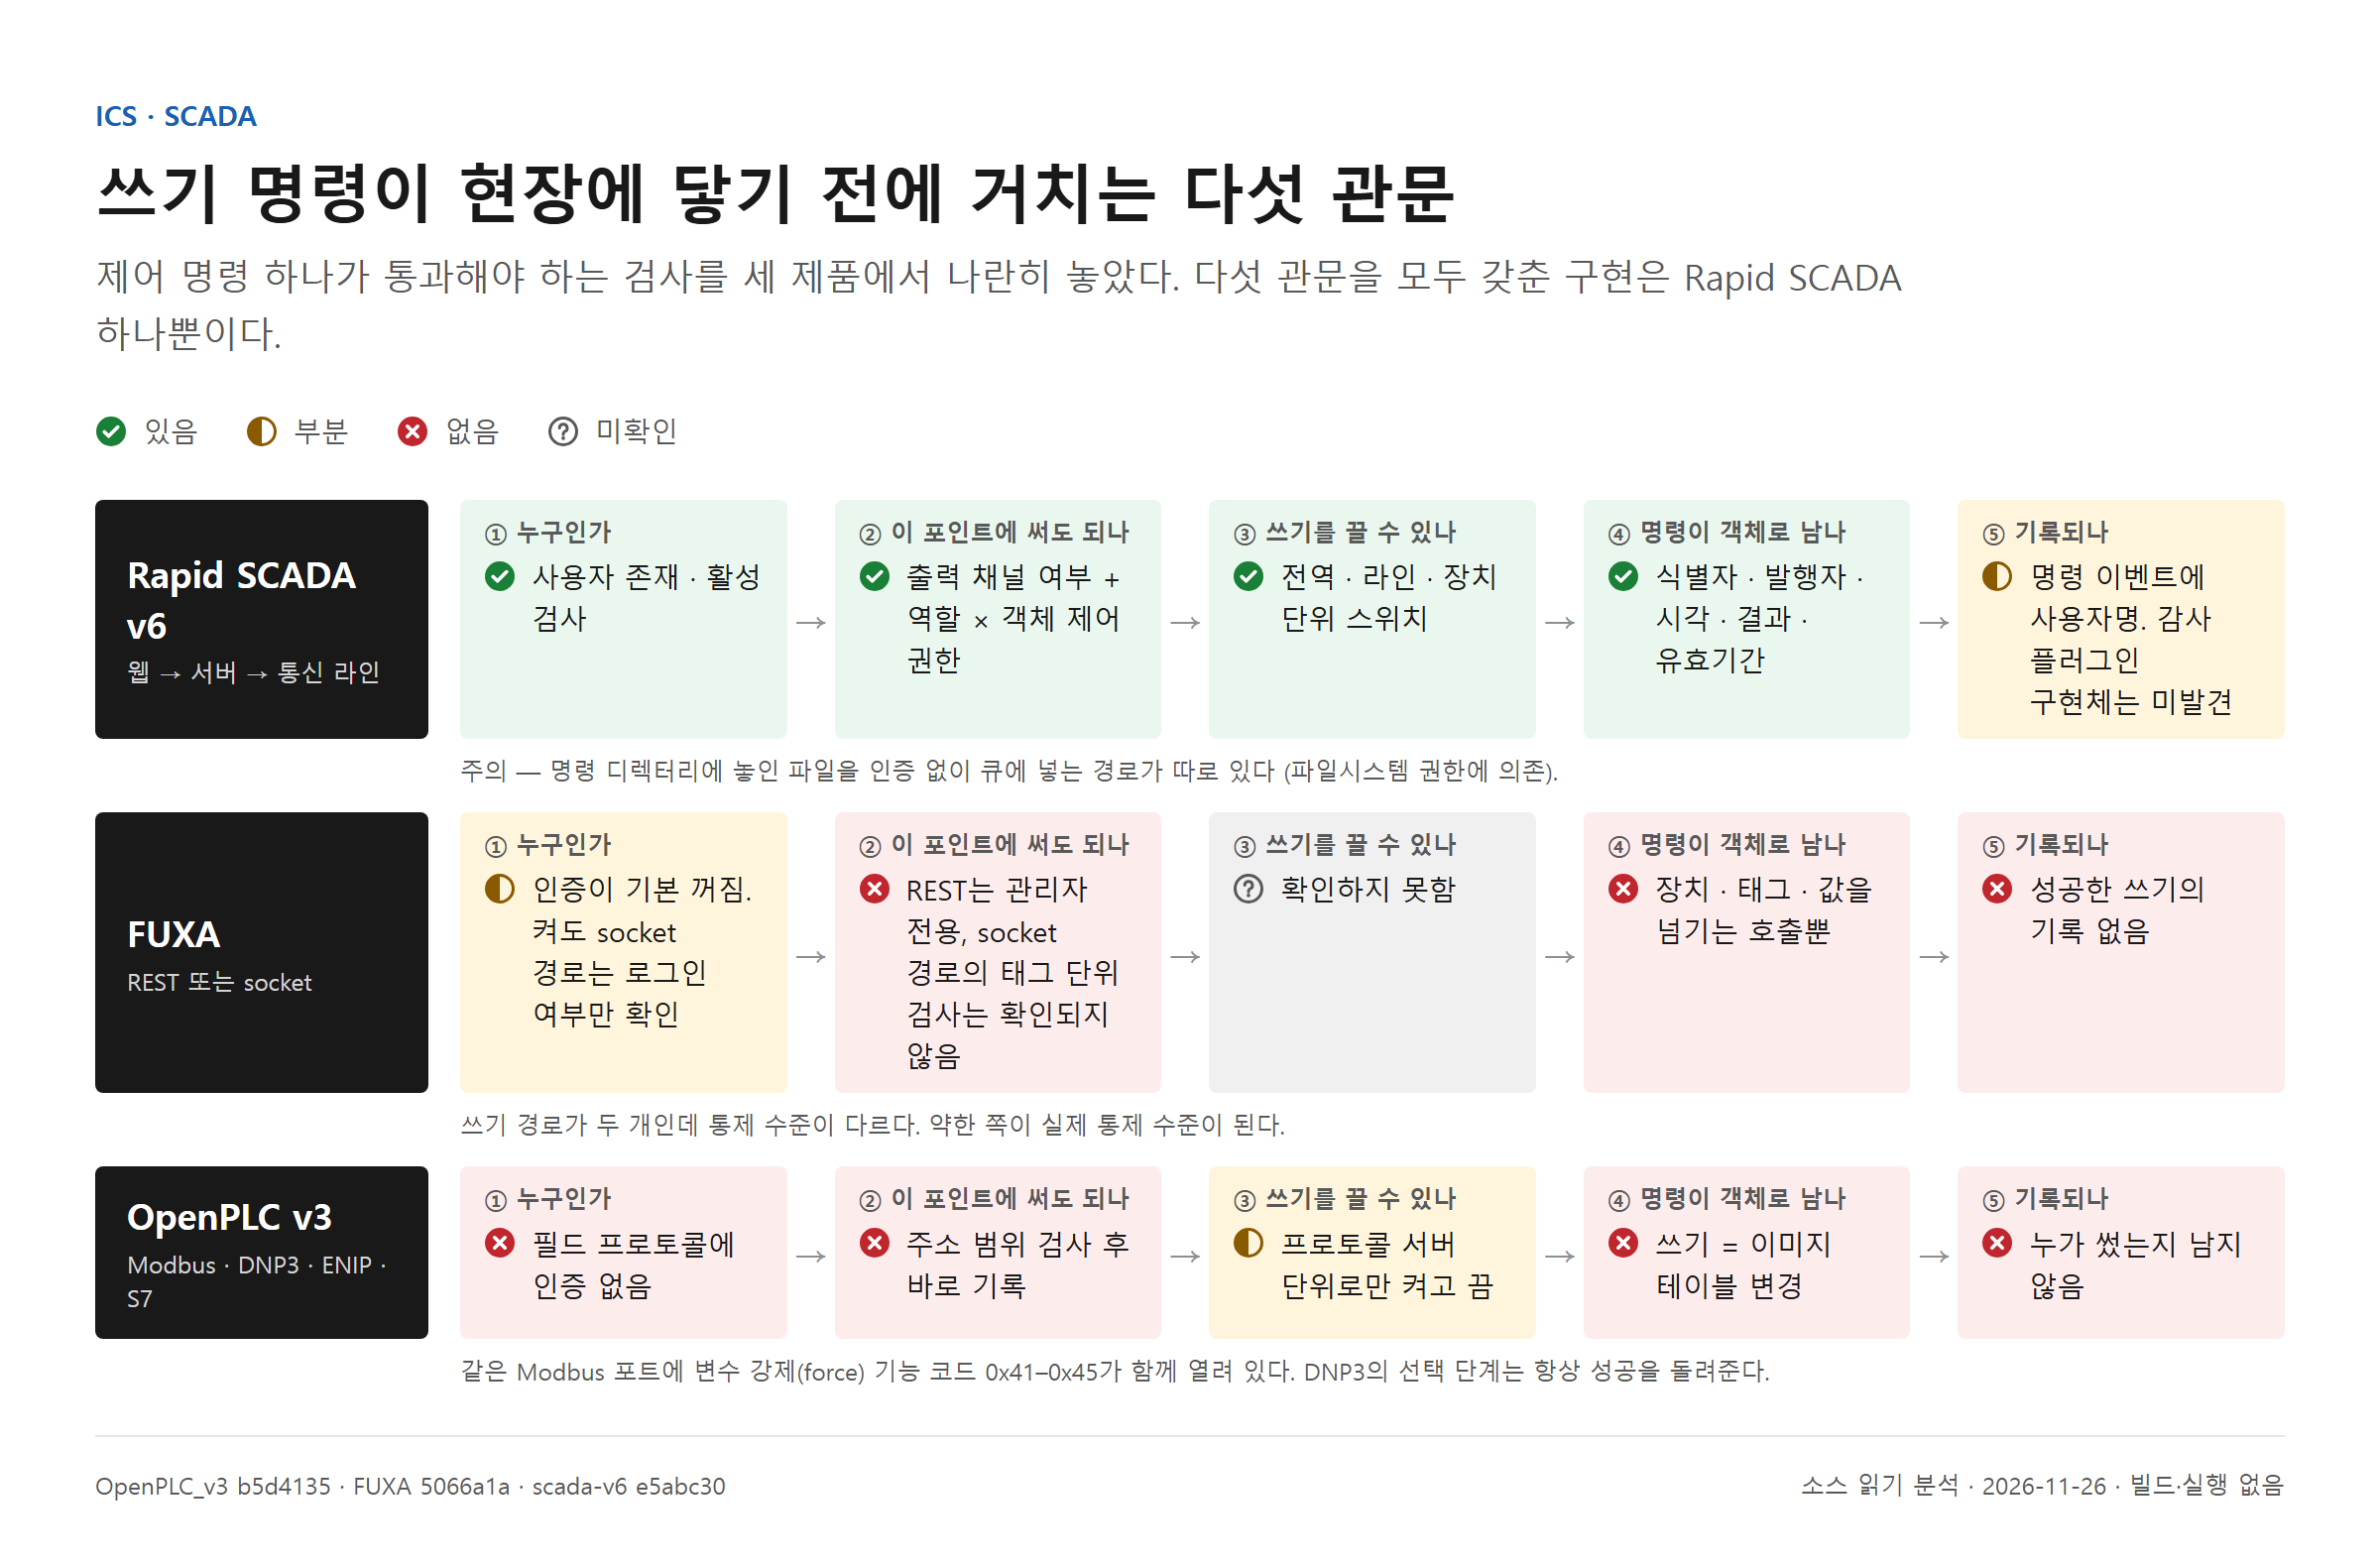 ICS · SCADA
쓰기 명령이 현장에 닿기 전에 거치는 다섯 관문
제어 명령 하나가 통과해야 하는 검사를 세 제품에서 나란히 놓았다. 다섯 관문을 모두 갖춘 구현은 Rapid SCADA
하나뿐이다.
있음 부분 없음 미확인
Rapid SCADA
v6
웹 → 서버 → 통신 라인
① 누구인가
사용자 존재 · 활성
검사
→
② 이 포인트에 써도 되나
출력 채널 여부 +
역할 × 객체 제어
권한
→
③ 쓰기를 끌 수 있나
전역 · 라인 · 장치
단위 스위치
→
④ 명령이 객체로 남나
식별자 · 발행자 ·
시각 · 결과 ·
유효기간
→
⑤ 기록되나
명령 이벤트에
사용자명. 감사
플러그인
구현체는 미발견
주의 — 명령 디렉터리에 놓인 파일을 인증 없이 큐에 넣는 경로가 따로 있다 (파일시스템 권한에 의존).
FUXA
REST 또는 socket
① 누구인가
인증이 기본 꺼짐.
켜도 socket
경로는 로그인
여부만 확인
→
② 이 포인트에 써도 되나
REST는 관리자
전용, socket
경로의 태그 단위
검사는 확인되지
않음
→
③ 쓰기를 끌 수 있나
확인하지 못함
→
④ 명령이 객체로 남나
장치 · 태그 · 값을
넘기는 호출뿐
→
⑤ 기록되나
성공한 쓰기의
기록 없음
쓰기 경로가 두 개인데 통제 수준이 다르다. 약한 쪽이 실제 통제 수준이 된다.
OpenPLC v3
Modbus · DNP3 · ENIP ·
S7
① 누구인가
필드 프로토콜에
인증 없음
→
② 이 포인트에 써도 되나
주소 범위 검사 후
바로 기록
→
③ 쓰기를 끌 수 있나
프로토콜 서버
단위로만 켜고 끔
→
④ 명령이 객체로 남나
쓰기 = 이미지
테이블 변경
→
⑤ 기록되나
누가 썼는지 남지
않음
같은 Modbus 포트에 변수 강제(force) 기능 코드 0x41–0x45가 함께 열려 있다. DNP3의 선택 단계는 항상 성공을 돌려준다.
OpenPLC_v3 b5d4135 · FUXA 5066a1a · scada-v6 e5abc30
소스 읽기 분석 · 2026-11-26 · 빌드·실행 없음